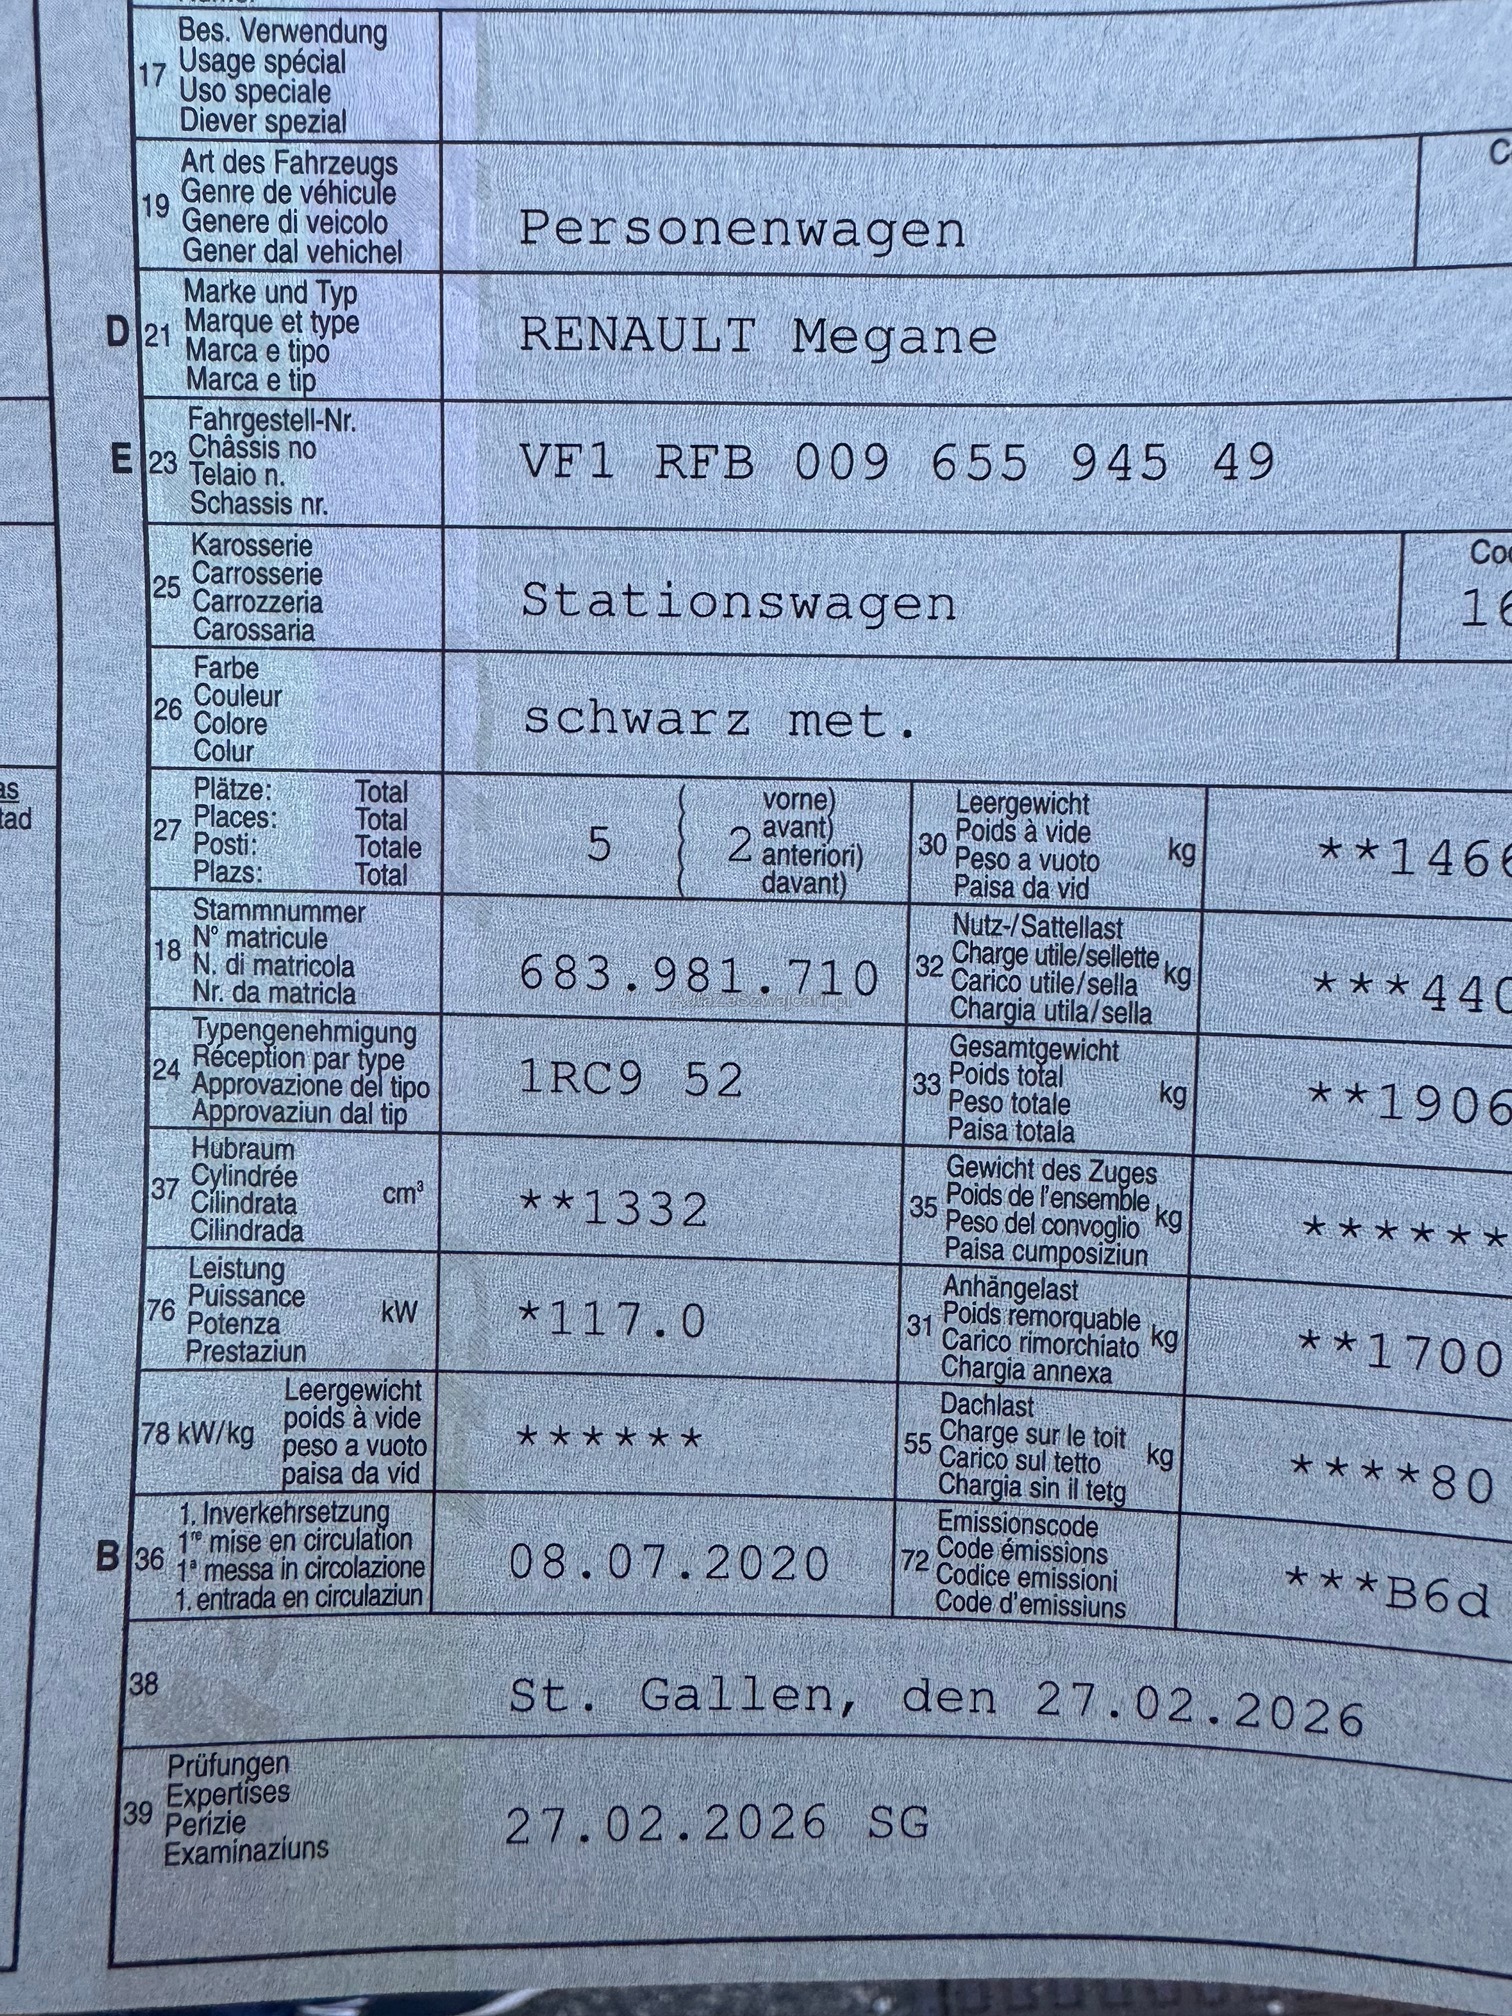 17 Bes. Verwendung
Usage spécial
Uso speciale
Diever spezial
19 Art des Fahrzeugs
Genre de véhicule
Genere di veicolo
Gener dal vehichel
Personenwagen
D 21 Marke und Typ
Marque et type
Marca e tipo
Marca e tip
RENAULT Megane
E 23 Fahrgestell-Nr.
Châssis no
Telaio n.
Schassis nr.
VF1 RFB 009 655 945 49
25 Karosserie
Carrosserie
Carrozzeria
Carossaria
Stationswagen
26 Farbe
Couleur
Colore
Colur
schwarz met.
27 Plätze: Total
Places: Total
Posti: Totale
Plazs: Total
5 ( 2 vorne)
avant)
anteriori)
davant)
30 Leergewicht
Poids à vide
Peso a vuoto
Paisa da vid
kg
**1466
18 Stammnummer
N° matricule
N. di matricola
Nr. da matricla
683.981.710
32 Nutz-/Sattellast
Charge utile/sellette
Carico utile/sella
Chargia utila/sella
kg
***440
24 Typengenehmigung
Réception par type
Approvazione del tipo
Approvaziun dal tip
1RC9 52
33 Gesamtgewicht
Poids total
Peso totale
Paisa totala
kg
**1906
37 Hubraum
Cylindrée
Cilindrata
Cilindrada
cm³
**1332
35 Gewicht des Zuges
Poids de l'ensemble
Peso del convoglio
Paisa cumposiziun
kg
******
76 Leistung
Puissance
Potenza
Prestaziun
kW
*117.0
31 Anhängelast
Poids remorquable
Carico rimorchiato
Chargia annexa
kg
**1700
78 kW/kg Leergewicht
poids à vide
peso a vuoto
paisa da vid
******
55 Dachlast
Charge sur le toit
Carico sul tetto
Chargia sin il tetg
kg
****80
B 36 1. Inverkehrsetzung
1re mise en circulation
1a messa in circolazione
1. entrada en circulaziun
08.07.2020
72 Emissionscode
Code émissions
Codice emissioni
Code d'emissiuns
***B6d
38 St. Gallen, den 27.02.2026
39 Prüfungen
Expertises
Perizie
Examinaziuns
27.02.2026 SG